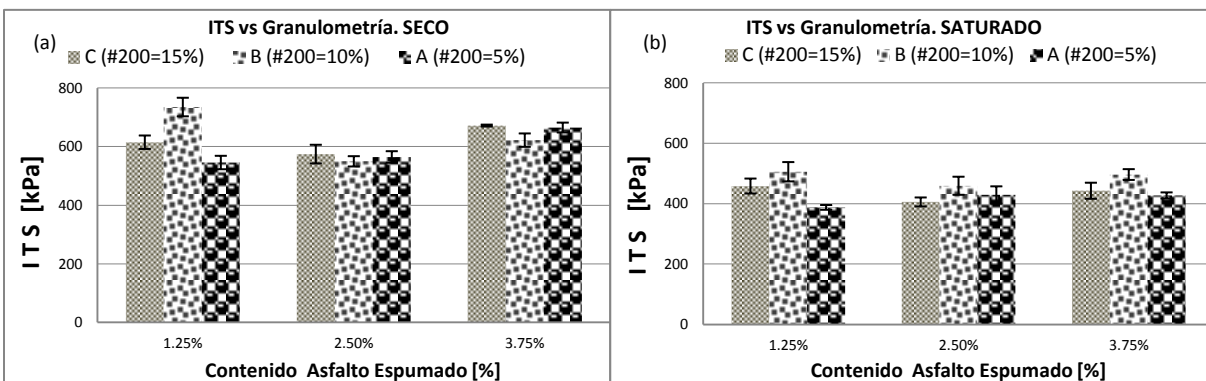 ITS vs Granulometría. SECO
(a)
C (#200=15%) B (#200=10%) A (#200=5%)
800
600
400
200
0
I T S [kPa]
1.25% 2.50% 3.75%
Contenido Asfalto Espumado [%]
ITS vs Granulometría. SATURADO
(b)
C (#200=15%) B (#200=10%) A (#200=5%)
800
600
400
200
0
I T S [kPa]
1.25% 2.50% 3.75%
Contenido Asfalto Espumado [%]